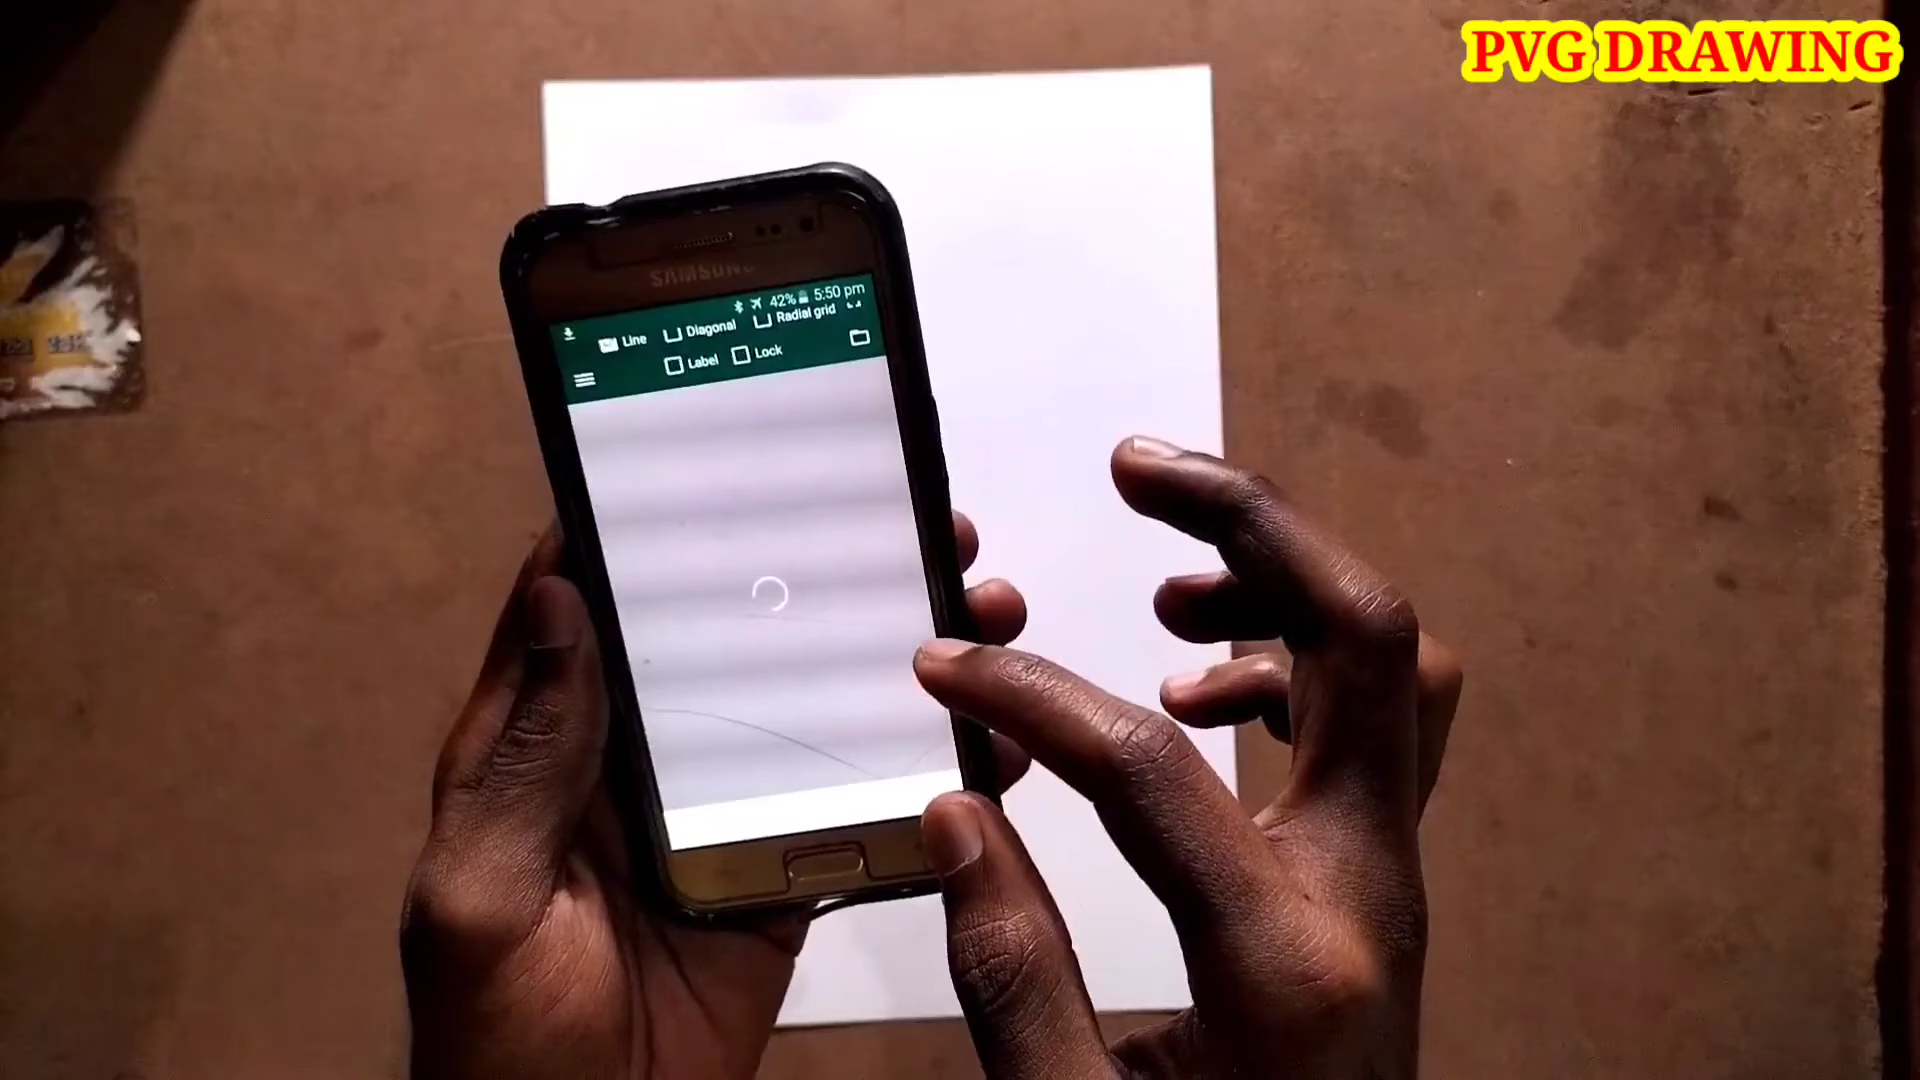 PVG DRAWING
SAMSUNG
42% 5:50 pm
Line Diagonal Radial grid
Label Lock